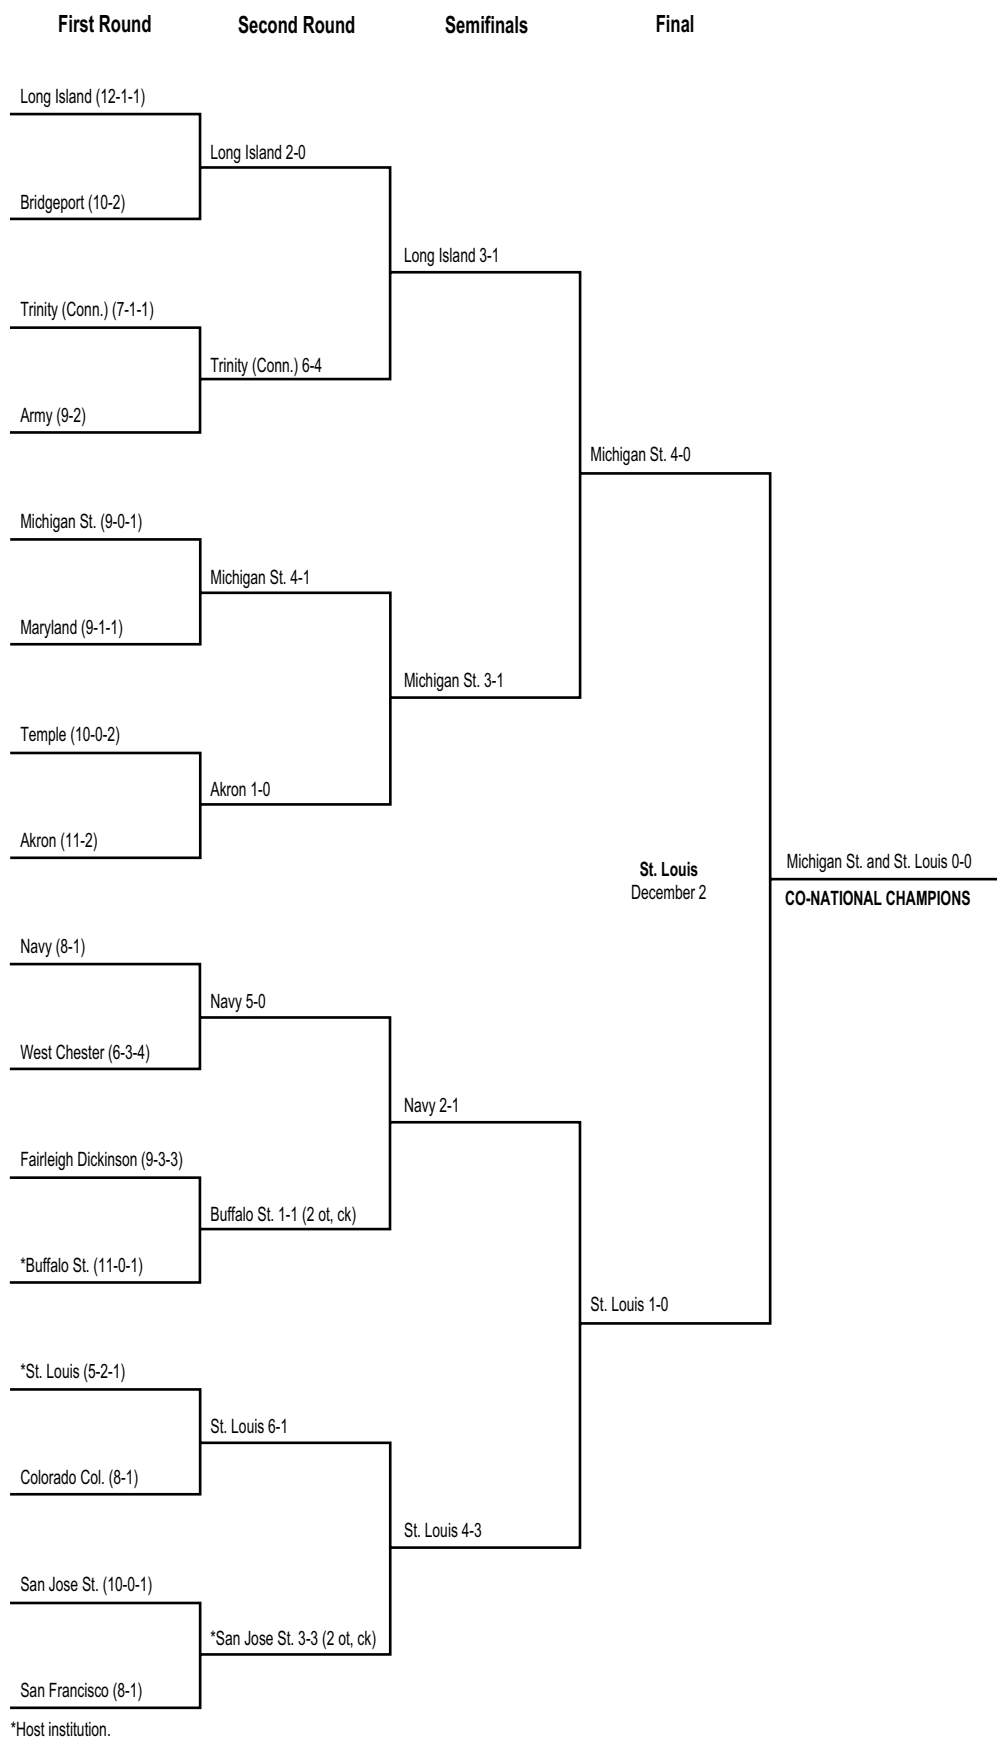 First Round
Second Round
Semifinals
Final
Long Island (12-1-1)
Long Island 2-0
Bridgeport (10-2)
Long Island 3-1
Trinity (Conn.) (7-1-1)
Trinity (Conn.) 6-4
Army (9-2)
Michigan St. 4-0
Michigan St. (9-0-1)
Michigan St. 4-1
Maryland (9-1-1)
Michigan St. 3-1
Temple (10-0-2)
Akron 1-0
Akron (11-2)
St. Louis
December 2
Michigan St. and St. Louis 0-0
CO-NATIONAL CHAMPIONS
Navy (8-1)
Navy 5-0
West Chester (6-3-4)
Navy 2-1
Fairleigh Dickinson (9-3-3)
Buffalo St. 1-1 (2 ot, ck)
*Buffalo St. (11-0-1)
St. Louis 1-0
*St. Louis (5-2-1)
St. Louis 6-1
Colorado Col. (8-1)
St. Louis 4-3
San Jose St. (10-0-1)
*San Jose St. 3-3 (2 ot, ck)
San Francisco (8-1)
*Host institution.